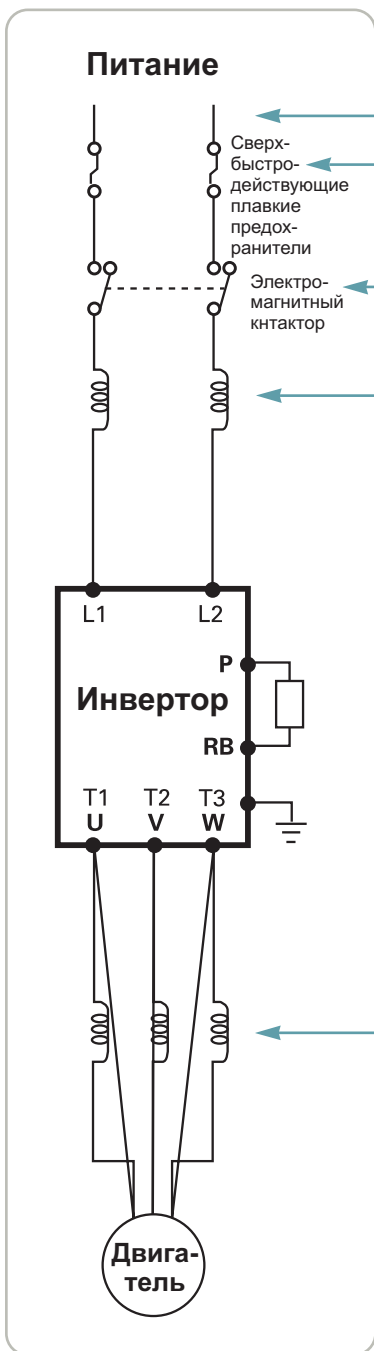 Питание
Сверх-
быстро-
действующие
плавкие
предох-
ранители
Электро-
магнитный
кнтактор
L1 L2
P
Инвертор
RB
T1 T2 T3
U V W
Двига-
тель